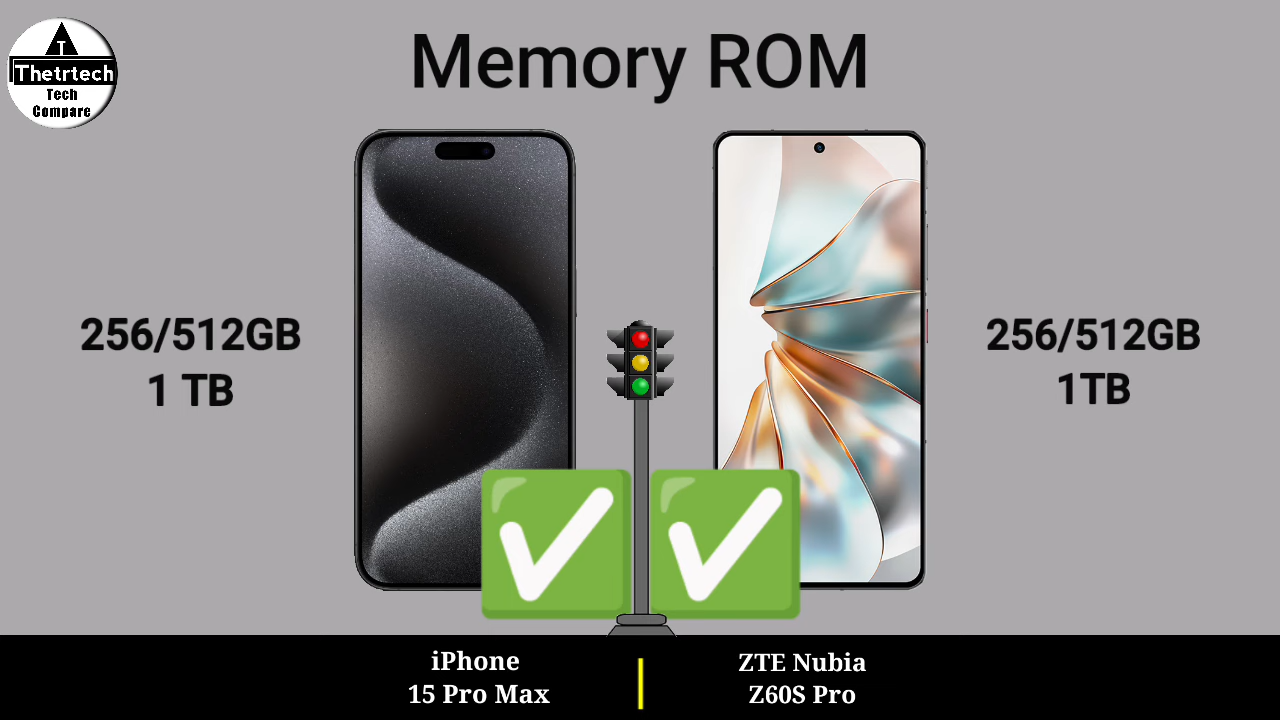 T
Thetrtech
Tech
Compare
Memory ROM
256/512GB
1 TB
256/512GB
1TB
iPhone
15 Pro Max
ZTE Nubia
Z60S Pro